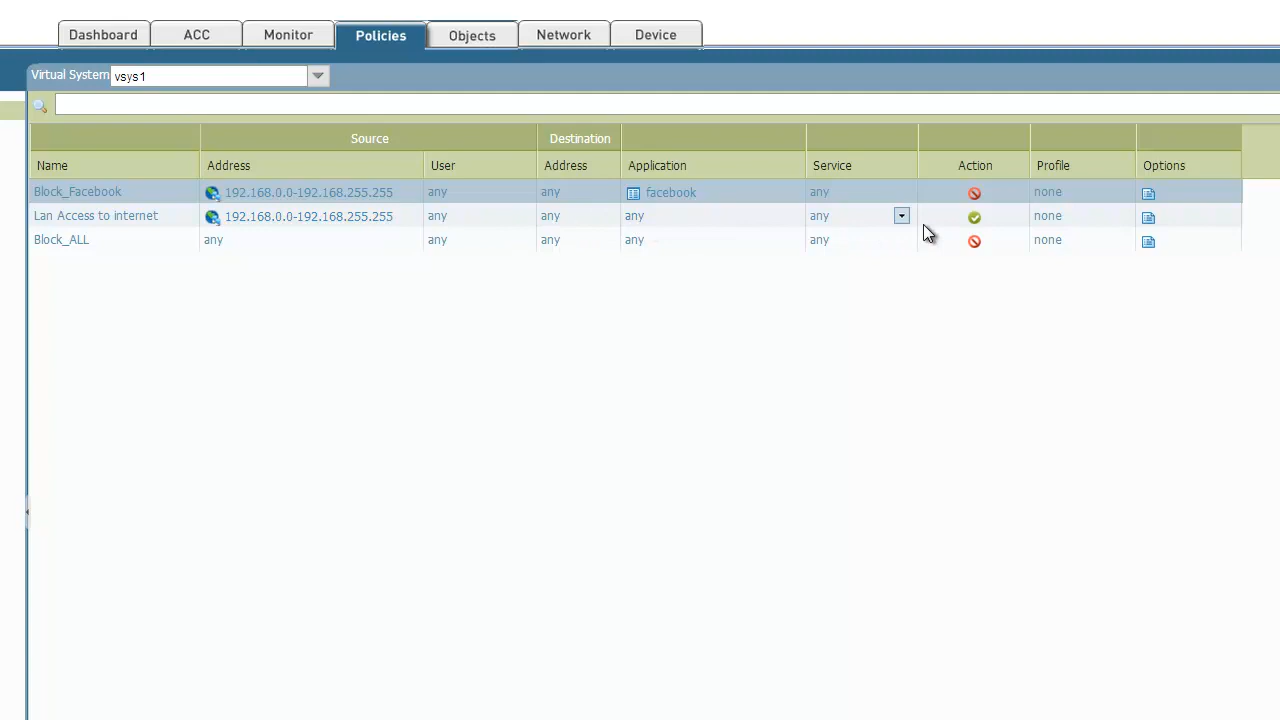 Dashboard ACC Monitor Policies Objects Network Device
Virtual System vsys1
Source Destination
Name Address User Address Application Service Action Profile Options
Block_Facebook 192.168.0.0-192.168.255.255 any any facebook any none
Lan Access to internet 192.168.0.0-192.168.255.255 any any any any none
Block_ALL any any any any any none